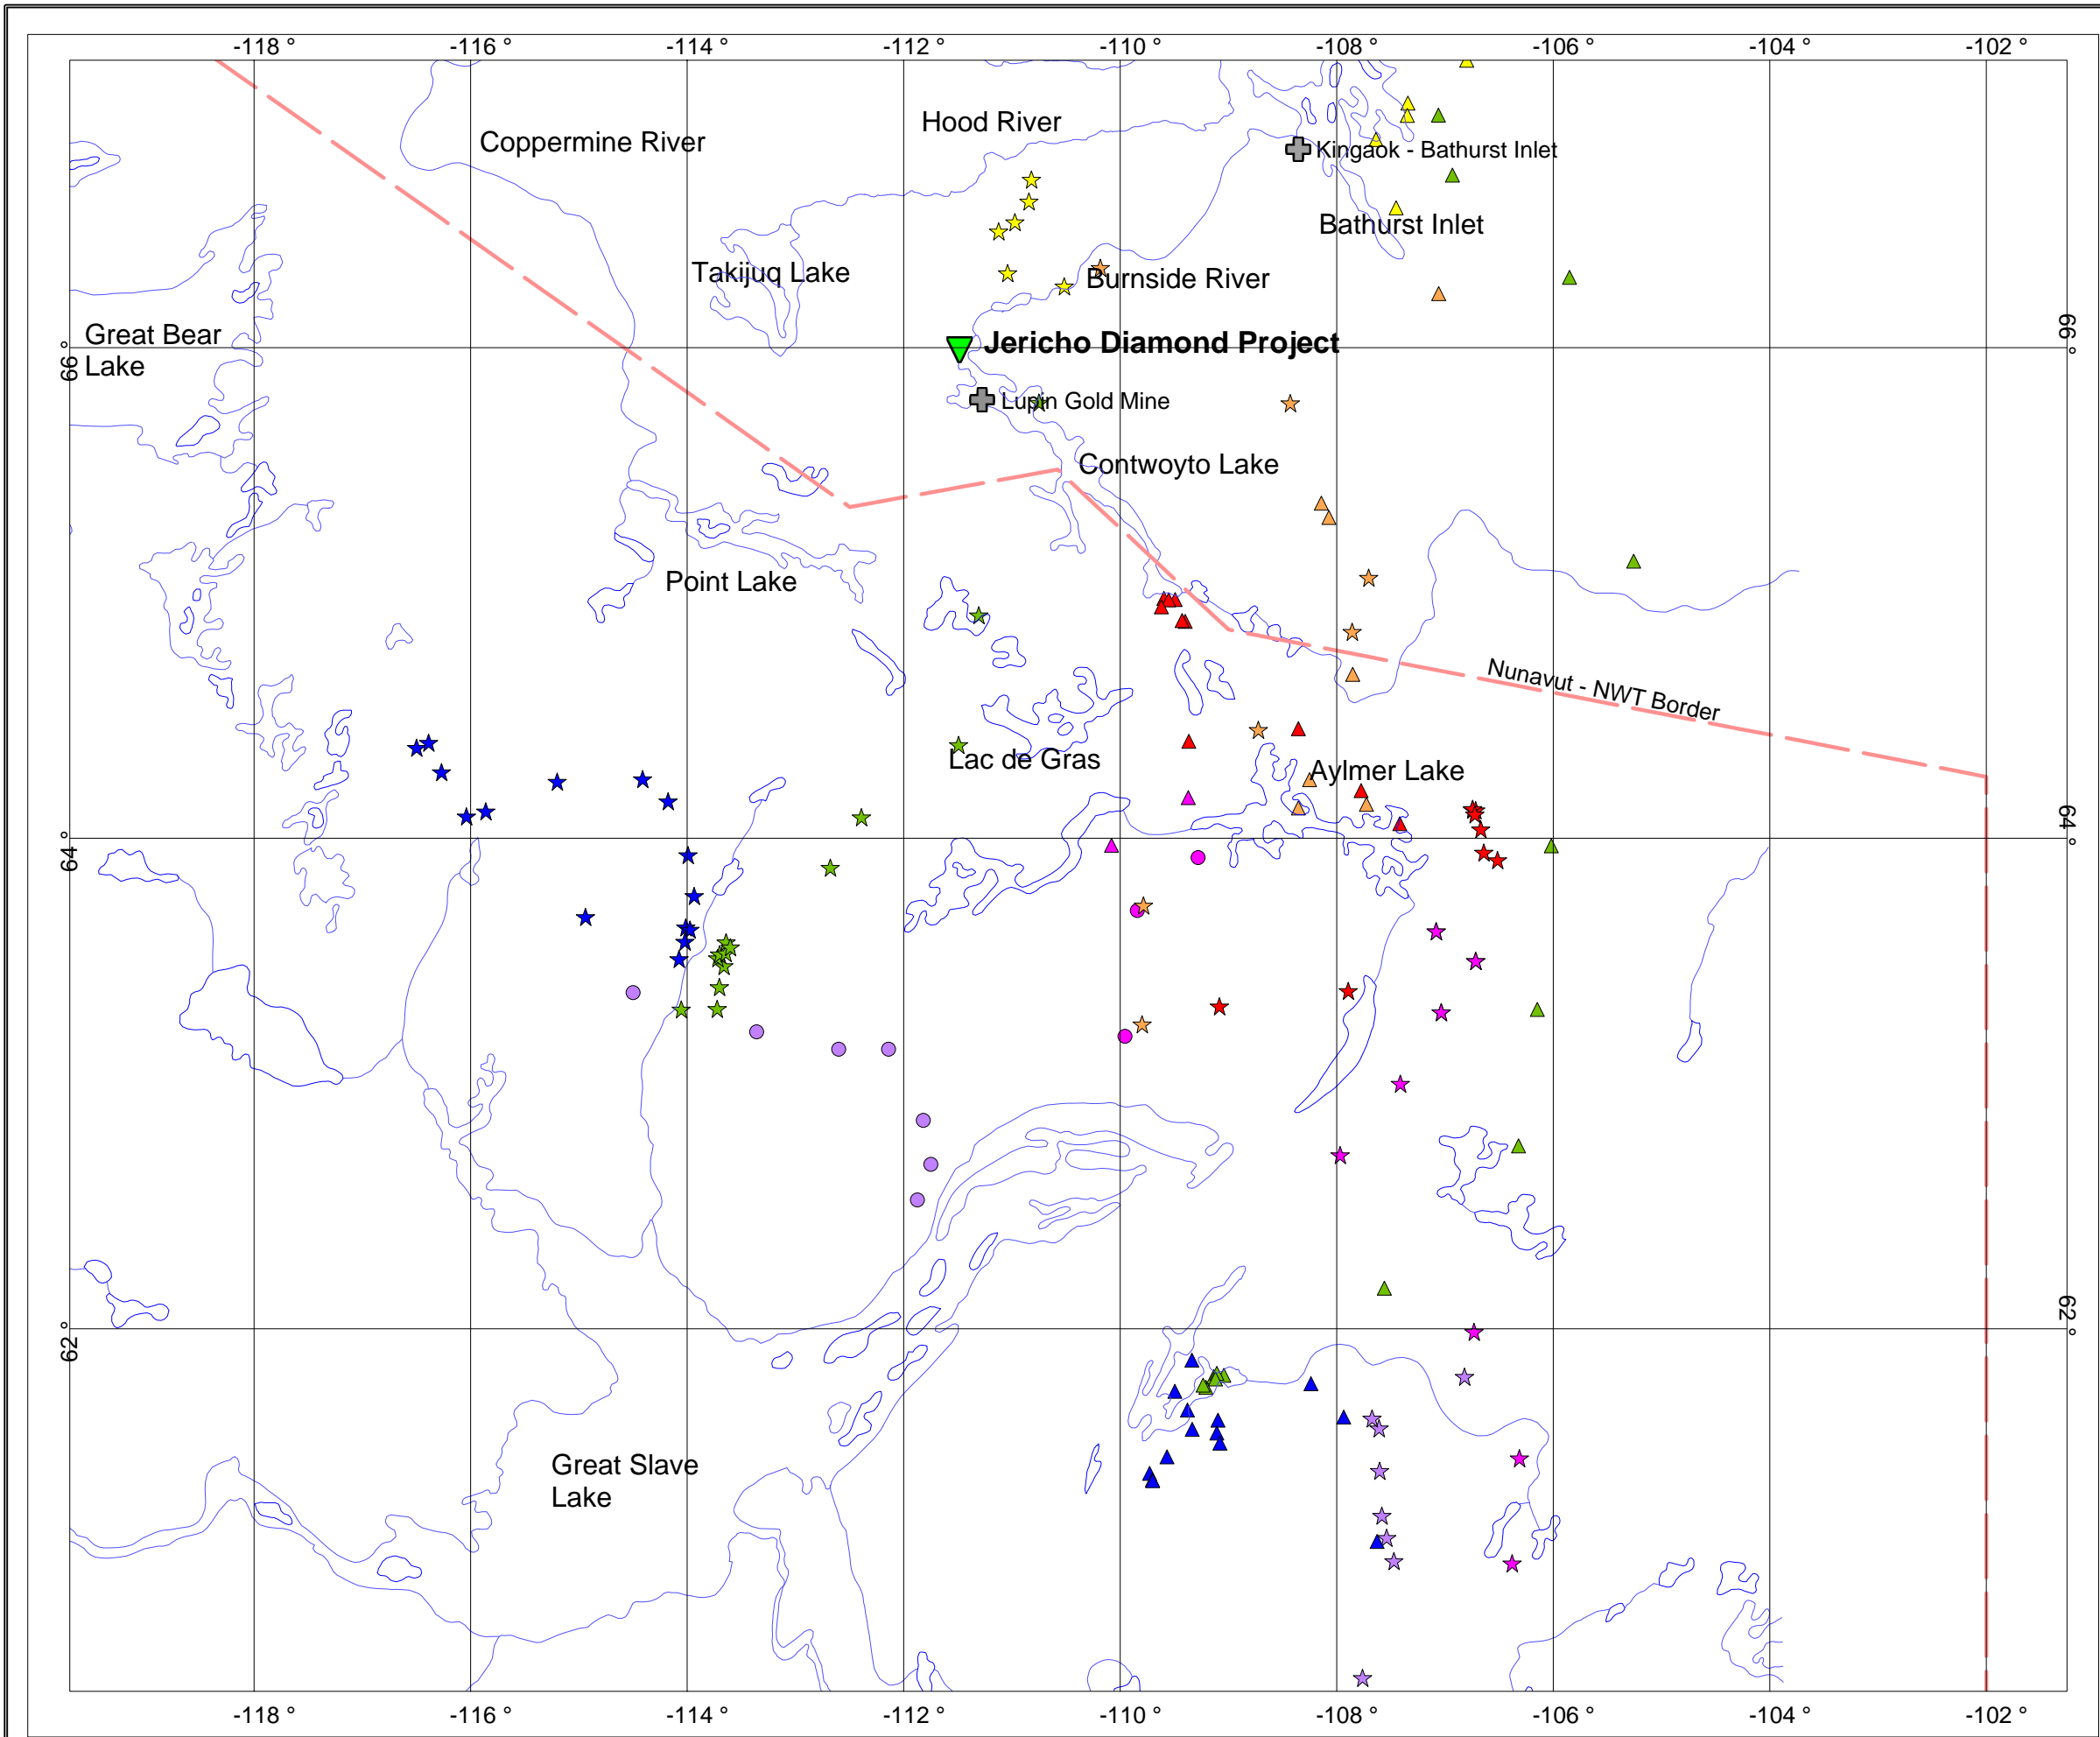 -118 ° -116 ° -114 ° -112 ° -110 ° -108 ° -106 ° -104 ° -102 °
Hood River
Coppermine River
Kingaok - Bathurst Inlet
Bathurst Inlet
Takijuq Lake
Burnside River
Great Bear
Lake
Jericho Diamond Project
66 °
66 °
Lupin Gold Mine
Contwoyto Lake
Point Lake
Nunavut - NWT Border
Lac de Gras
Aylmer Lake
64 °
64 °
62 °
62 °
Great Slave
Lake
-118 ° -116 ° -114 ° -112 ° -110 ° -108 ° -106 ° -104 ° -102 °